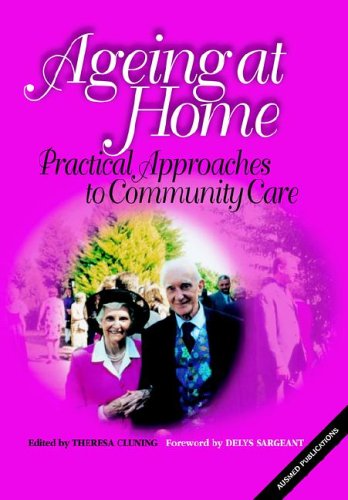 Ageing at
Home
Practical Approaches
to Community Care
Edited by THERESA CLUNING Foreword by DELYS SARGEANT
AUSMED PUBLICATIONS